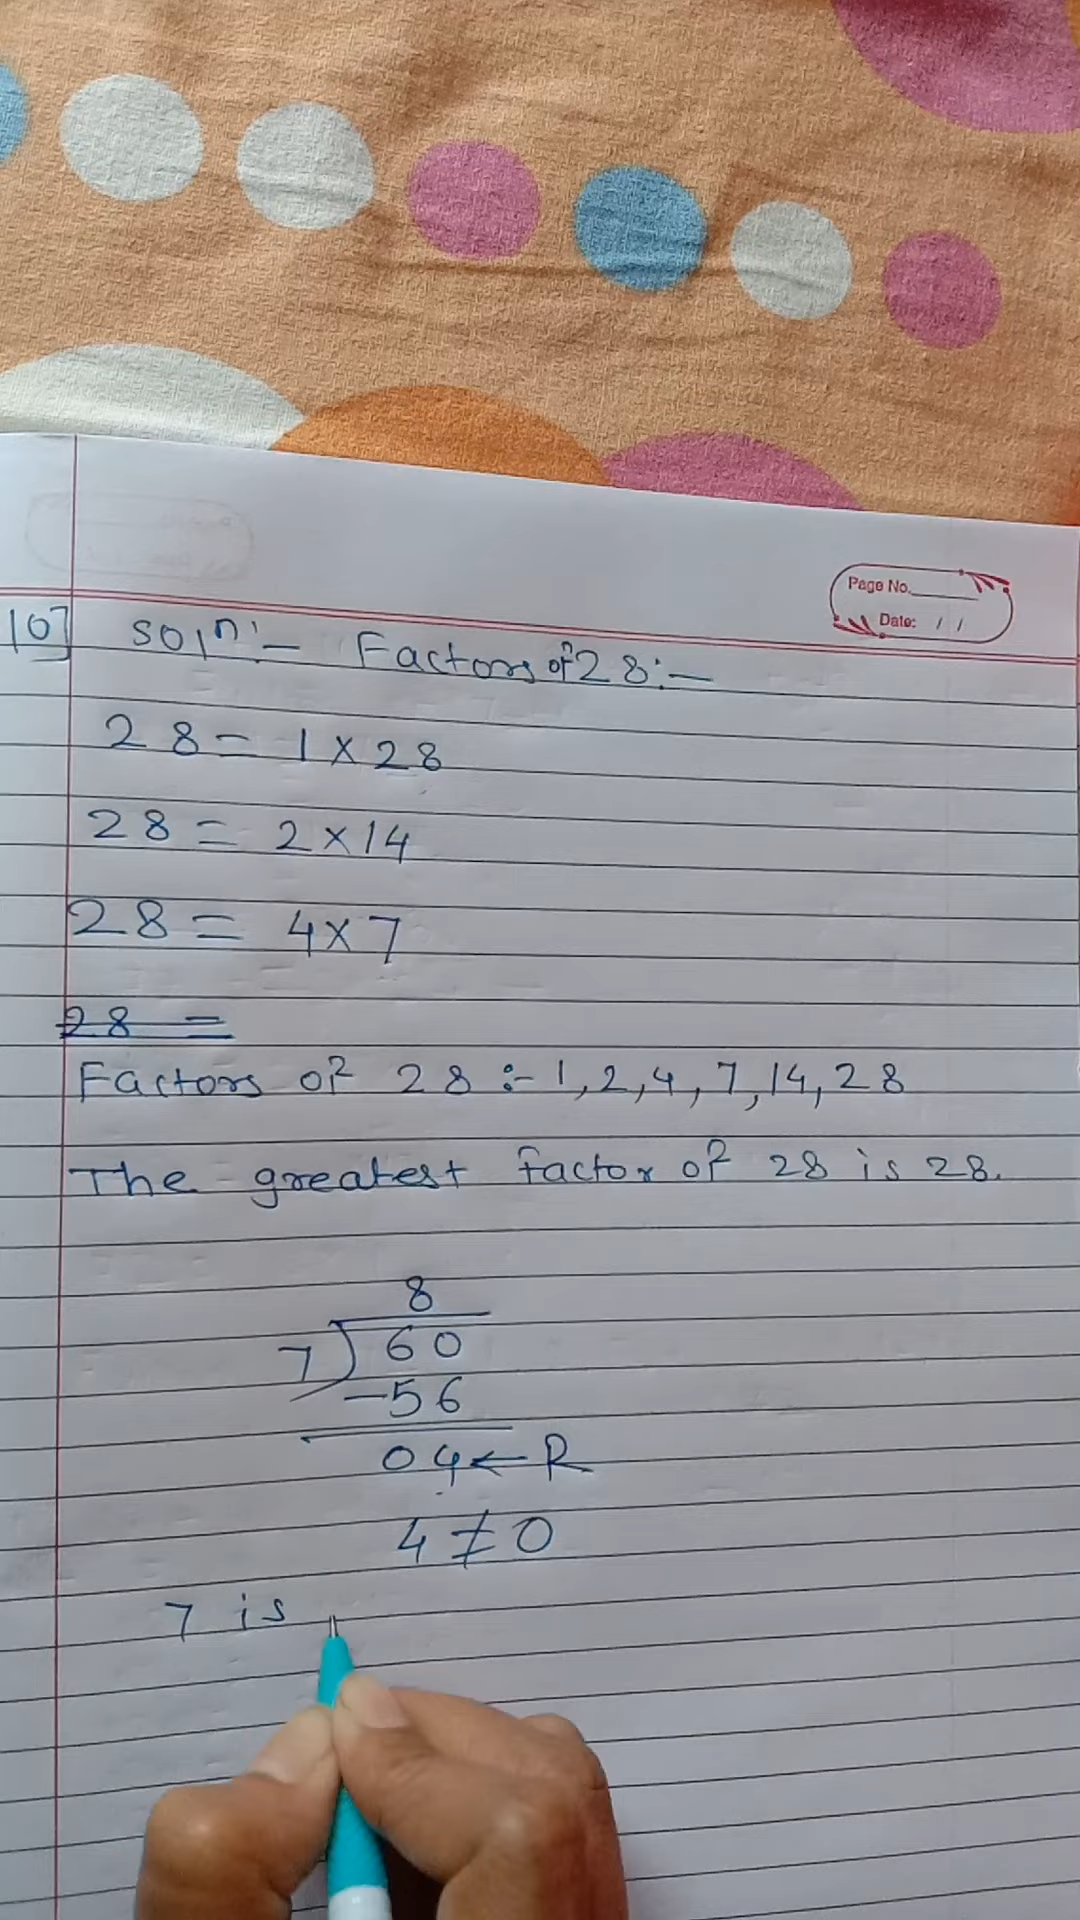 Page No.
Date: / /
10] Soln:- Factors of 28:-
28 = 1 × 28
28 = 2 × 14
28 = 4 × 7
28 =
Factors of 28 :- 1, 2, 4, 7, 14, 28
The greatest factor of 28 is 28.
8
7) 60
-56
04 ← R
4 ≠ 0
7 is